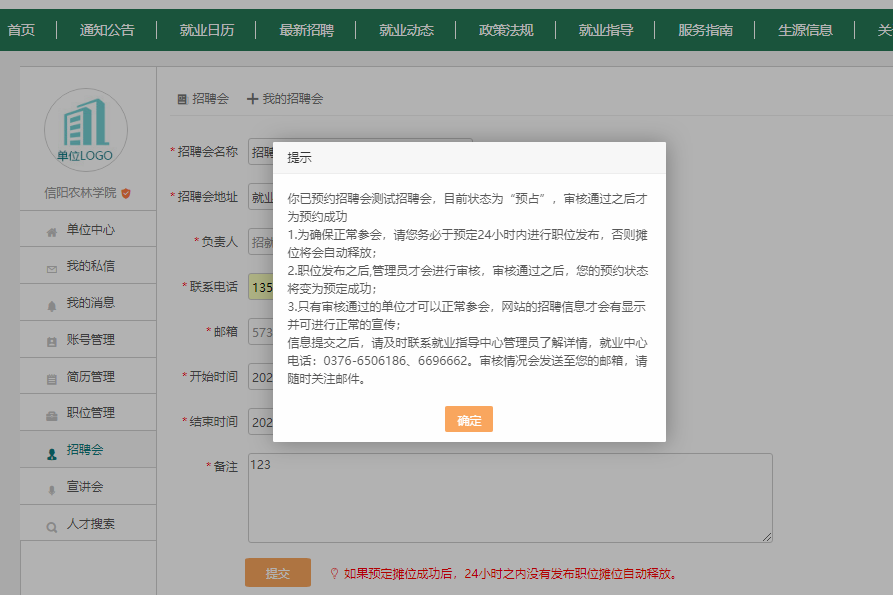 首页 通知公告 就业日历 最新招聘 就业动态 政策法规 就业指导 服务指南 生源信息
单位LOGO
信阳农林学院
单位中心
我的私信
我的消息
账号管理
简历管理
职位管理
招聘会
宣讲会
人才搜索
招聘会 我的招聘会
*招聘会名称 招聘
*招聘会地址 就业
*负责人 招就
*联系电话 135
*邮箱 573
*开始时间 202
*结束时间 202
*备注 123
提示
你已预约招聘会测试招聘会，目前状态为“预占”，审核通过之后才
为预约成功
1.为确保正常参会，请您务必于预定24小时内进行职位发布，否则摊
位将会自动释放；
2.职位发布之后,管理员才会进行审核，审核通过之后，您的预约状态
将变为预定成功；
3.只有审核通过的单位才可以正常参会，网站的招聘信息才会有显示
并可进行正常的宣传；
信息提交之后，请及时联系就业指导中心管理员了解详情，就业中心
电话：0376-6506186、6696662。审核情况会发送至您的邮箱，请
随时关注邮件。
确定
提交 如果预定摊位成功后，24小时之内没有发布职位摊位自动释放。